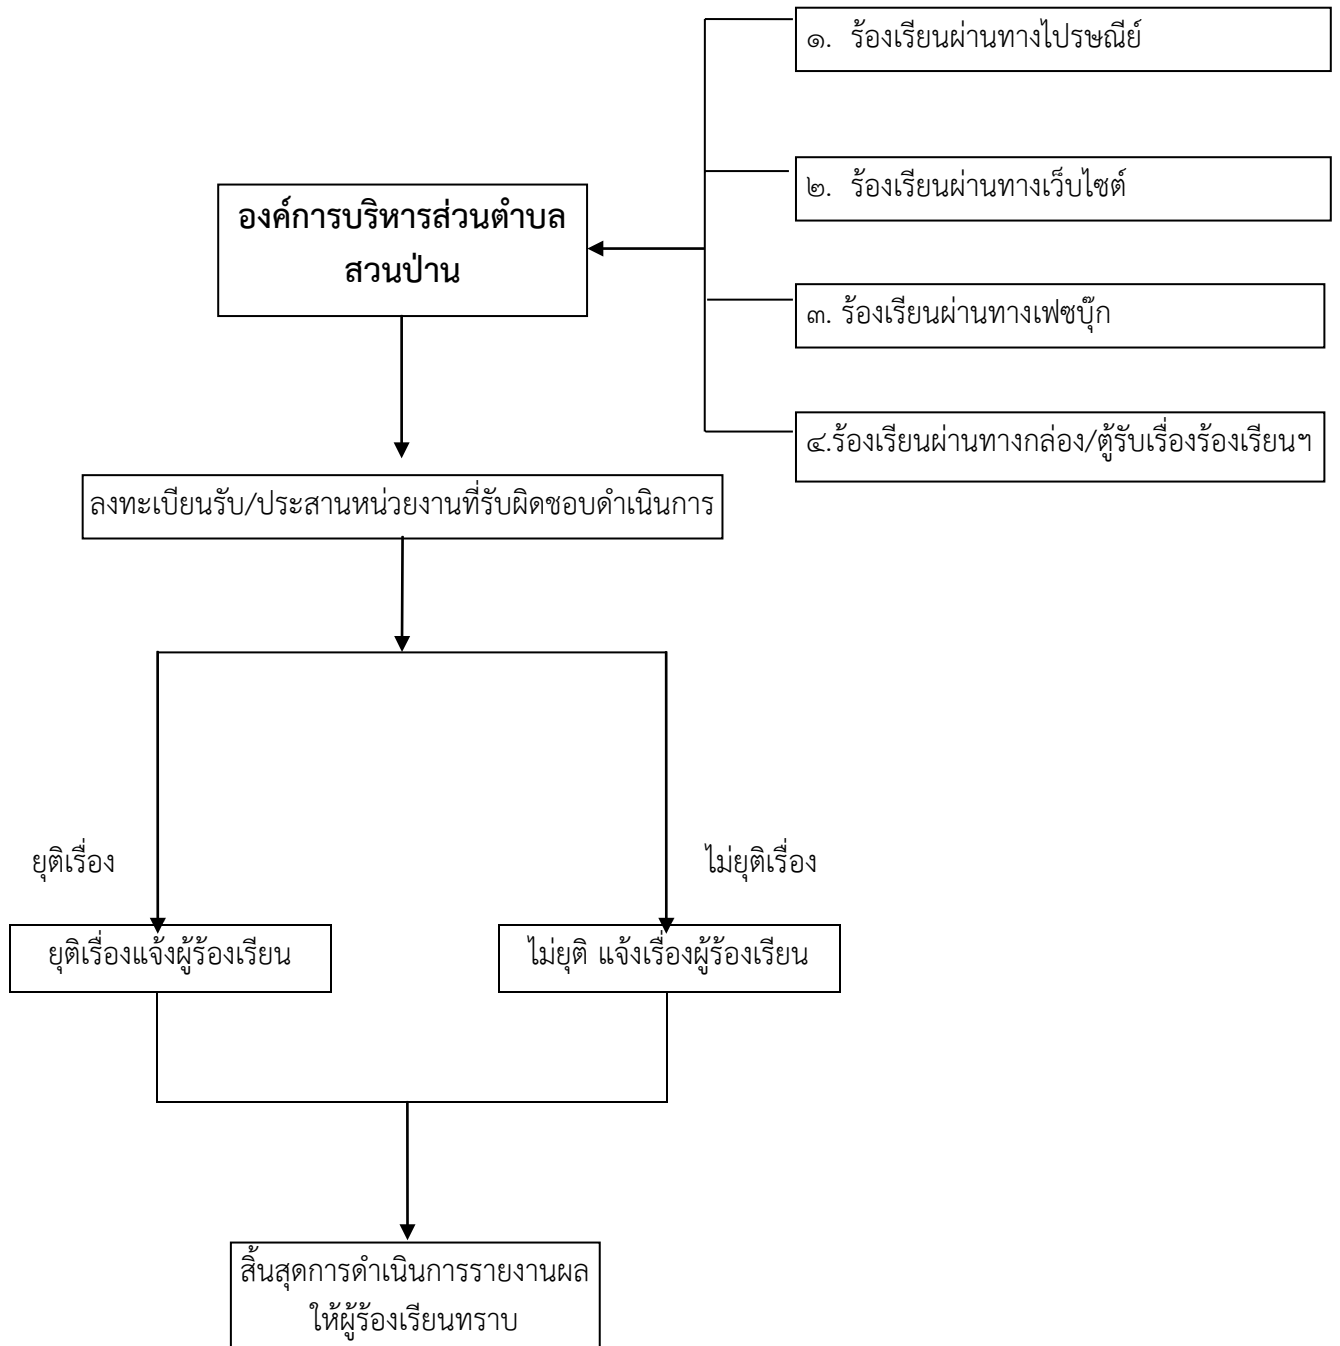 ๑. ร้องเรียนผ่านทางไปรษณีย์
๒. ร้องเรียนผ่านทางเว็บไซต์
องค์การบริหารส่วนตำบล
สวนป่าน
๓. ร้องเรียนผ่านทางเฟซบุ๊ก
๔.ร้องเรียนผ่านทางกล่อง/ตู้รับเรื่องร้องเรียนฯ
ลงทะเบียนรับ/ประสานหน่วยงานที่รับผิดชอบดำเนินการ
ยุติเรื่อง
ไม่ยุติเรื่อง
ยุติเรื่องแจ้งผู้ร้องเรียน
ไม่ยุติ แจ้งเรื่องผู้ร้องเรียน
สิ้นสุดการดำเนินการรายงานผล
ให้ผู้ร้องเรียนทราบ